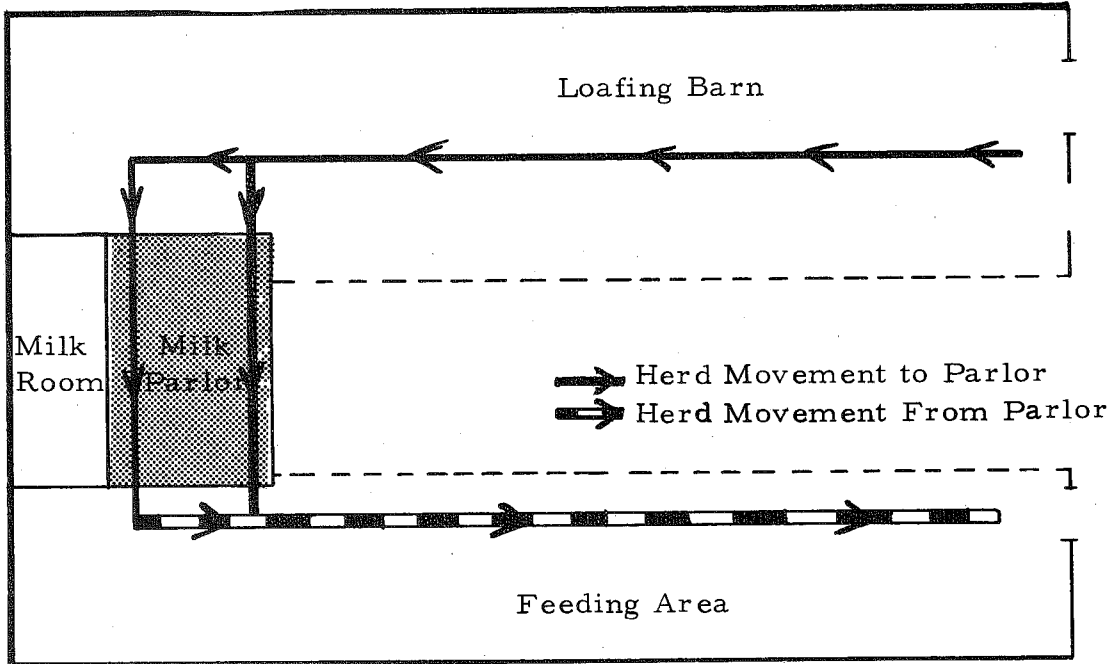 Loafing Barn
Milk
Room
Milk
Parlor
Herd Movement to Parlor
Herd Movement From Parlor
Feeding Area